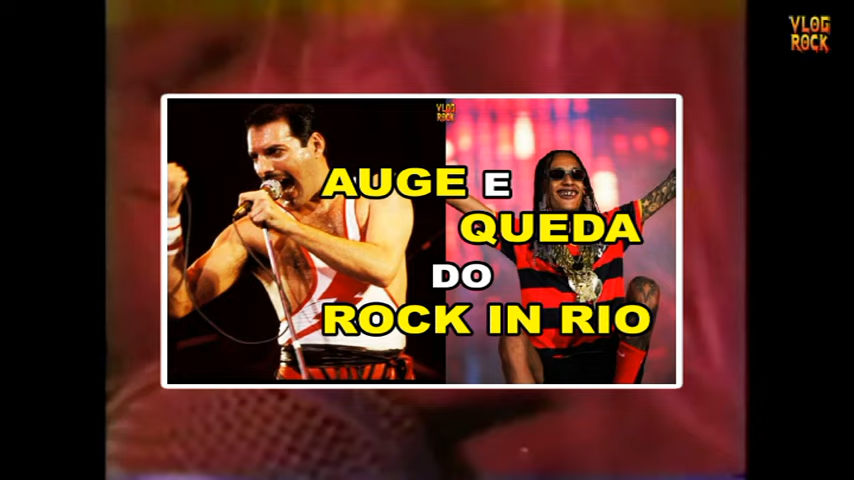 VLOG
ROCK
VLOG
ROCK
AUGE E
QUEDA
DO
ROCK IN RIO